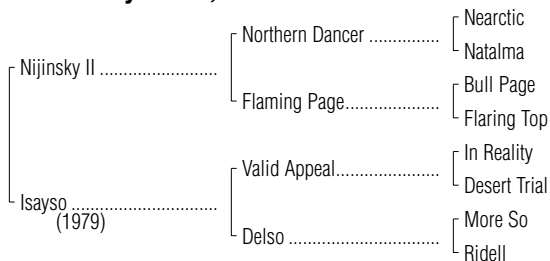 Nearctic
Northern Dancer ...............
Natalma
Nijinsky II .........................
Bull Page
Flaming Page....................
Flaring Top
In Reality
Valid Appeal......................
Desert Trial
Isayso ...............................
(1979)
More So
Delso ................................
Ridell